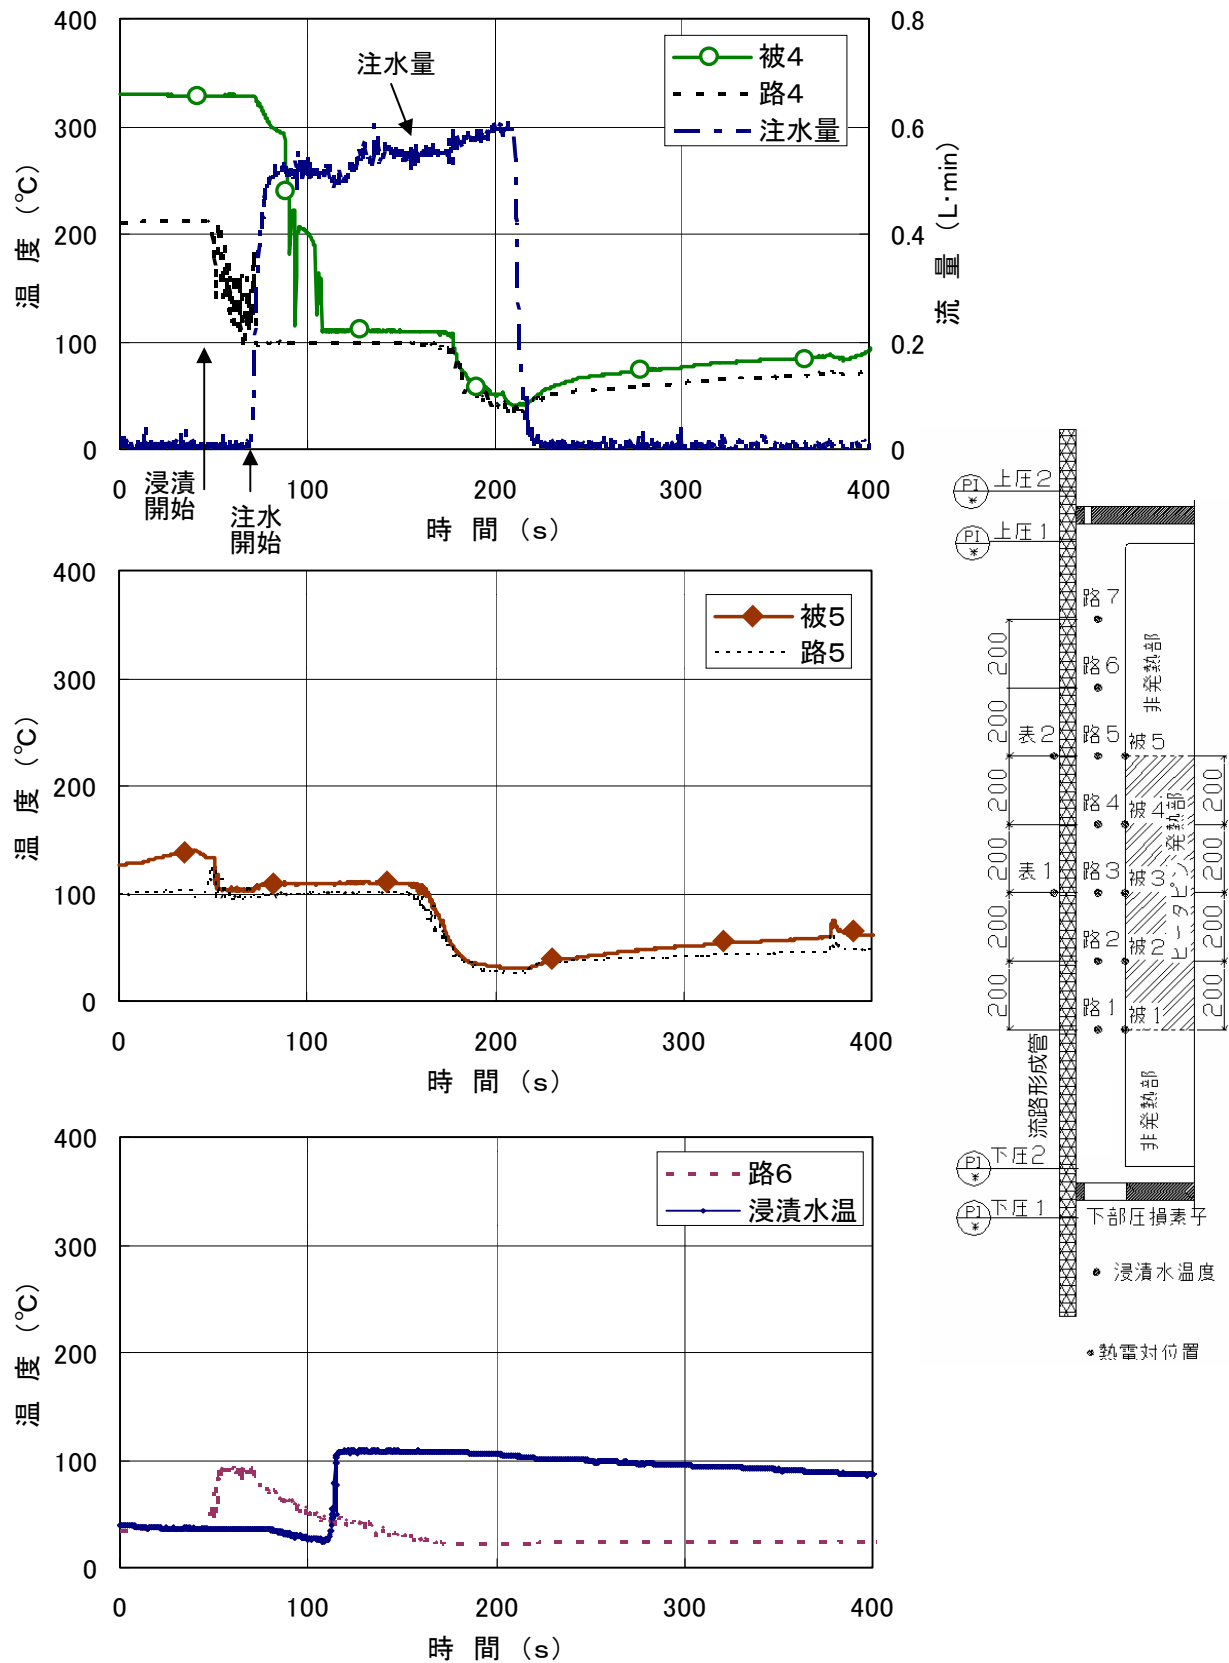 400
300
200
100
0
温 度 (℃)
0.8
0.6
0.4
0.2
0
流 量 (L・min)
注水量
被4
路4
注水量
0
100
200
300
400
浸漬
開始
注水
開始
時 間 (s)
400
300
200
100
0
温 度 (℃)
被5
路5
0
100
200
300
400
時 間 (s)
400
300
200
100
0
温 度 (℃)
路6
浸漬水温
0
100
200
300
400
時 間 (s)
PI
*
上圧2
PI
*
上圧1
路7
200
路6
非発熱部
200
表2
路5
被5
200
路4
被4
200
200
表1
路3
被3
200
200
路2
被2
200
200
路1
被1
200
ヒータピン発熱部
流路形成管
非発熱部
PI
*
下圧2
PI
*
下圧1
下部圧損素子
浸漬水温度
熱電対位置